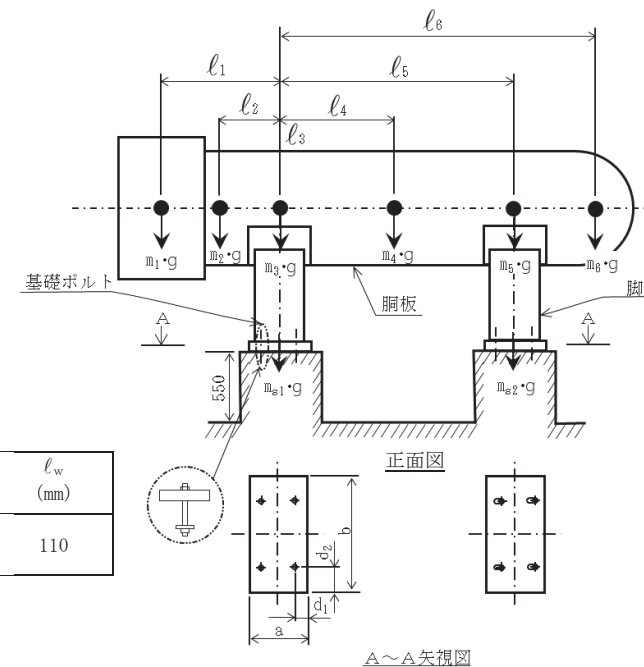 ℓ6
ℓ1
ℓ5
ℓ2
ℓ4
ℓ3
m1・g
m2・g
m3・g
m4・g
m5・g
m6・g
基礎ボルト
胴板
脚
A
A
550
ms1・g
ms2・g
正面図
ℓw
(mm)
110
b
d2
d1
a
A～A矢視図